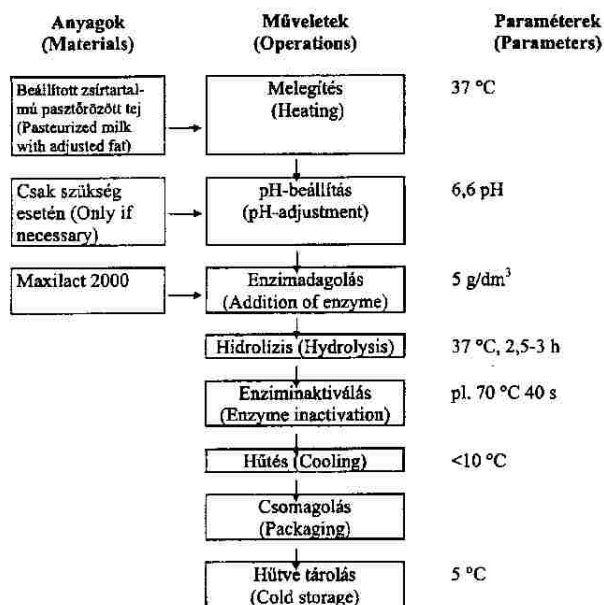 Anyagok
(Materials)
Műveletek
(Operations)
Paraméterek
(Parameters)
Beállított zsírtartal-
mú pasztőrözött tej
(Pasteurized milk
with adjusted fat)
Melegítés
(Heating)
37 °C
Csak szükség
esetén (Only if
necessary)
pH-beállítás
(pH-adjustment)
6,6 pH
Maxilact 2000
Enzimadagolás
(Addition of enzyme)
5 g/dm³
Hidrolízis (Hydrolysis)
37 °C, 2,5-3 h
Enziminaktiválás
(Enzyme inactivation)
pl. 70 °C 40 s
Hűtés (Cooling)
<10 °C
Csomagolás
(Packaging)
Hűtve tárolás
(Cold storage)
5 °C